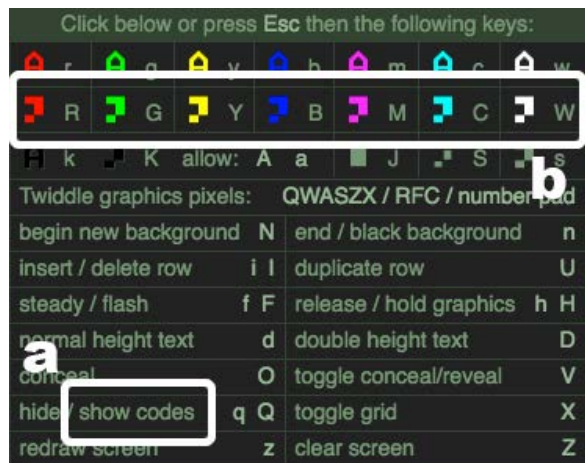 Click below or press Esc then the following keys:
r g y b m c w
R G Y B M C W
k K allow: A a J S s
Twiddle graphics pixels: QWASZX / RFC / number pad
begin new background N end / black background n
insert / delete row i I duplicate row U
steady / flash f F release / hold graphics h H
normal height text d double height text D
a
b
conceal O toggle conceal/reveal V
hide / show codes q Q toggle grid X
redraw screen z clear screen Z